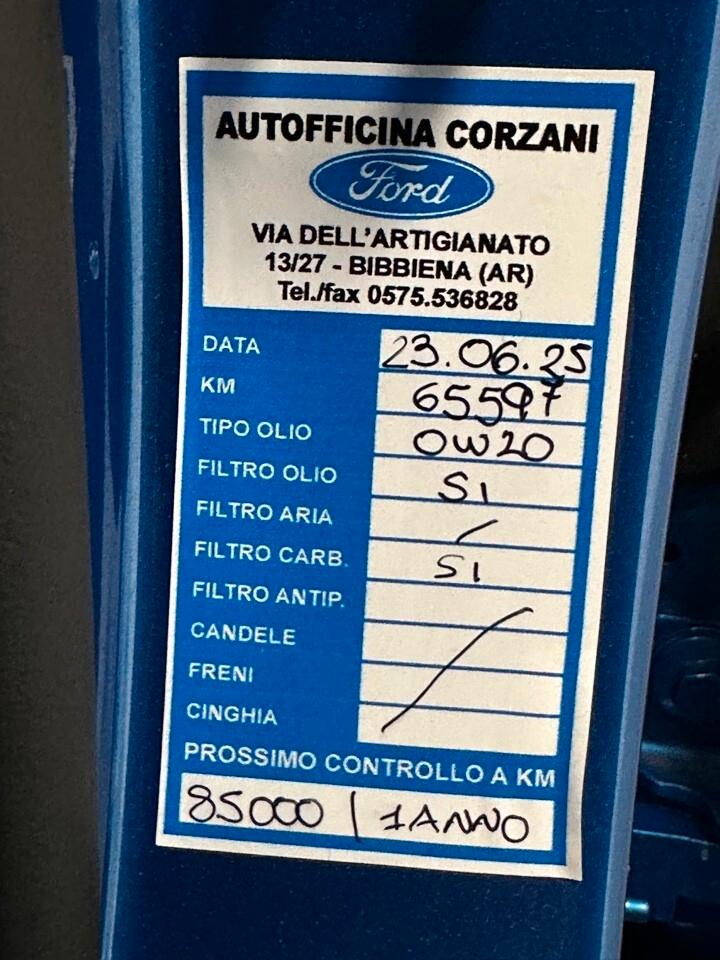 AUTOFFICINA CORZANI
Ford
VIA DELL'ARTIGIANATO
13/27 - BIBBIENA (AR)
Tel./fax 0575.536828
DATA 23.06.25
KM 65597
TIPO OLIO 0W20
FILTRO OLIO SI
FILTRO ARIA /
FILTRO CARB. SI
FILTRO ANTIP.
CANDELE
FRENI
CINGHIA
PROSSIMO CONTROLLO A KM
85000 / 1 ANNO